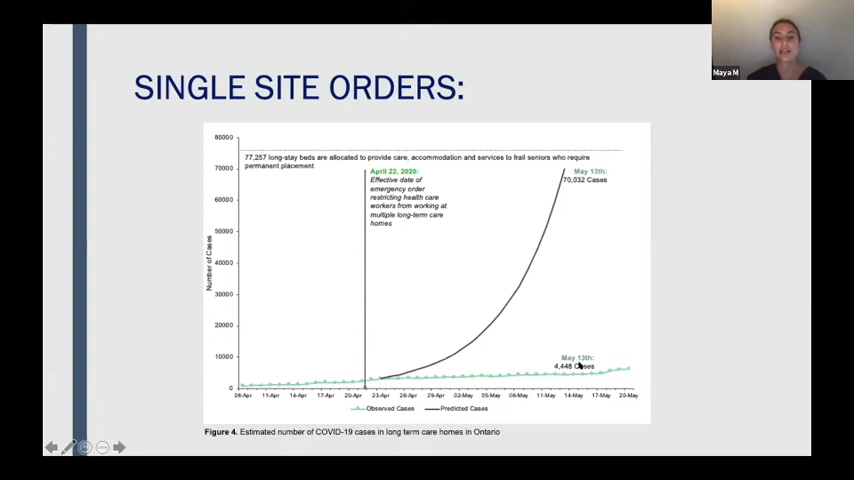 Maya M
SINGLE SITE ORDERS:
80000
77,257 long-stay beds are allocated to provide care, accommodation and services to frail seniors who require
permanent placement
70000
April 22, 2020:
Effective date of
emergency order
restricting health care
workers from working at
multiple long-term care
homes
May 13th:
70,032 Cases
60000
50000
40000
30000
20000
10000
0
Number of Cases
May 13th:
4,448 Cases
08-Apr 11-Apr 14-Apr 17-Apr 20-Apr 23-Apr 26-Apr 29-Apr 02-May 05-May 08-May 11-May 14-May 17-May 20-May
Observed Cases Predicted Cases
Figure 4. Estimated number of COVID-19 cases in long term care homes in Ontario